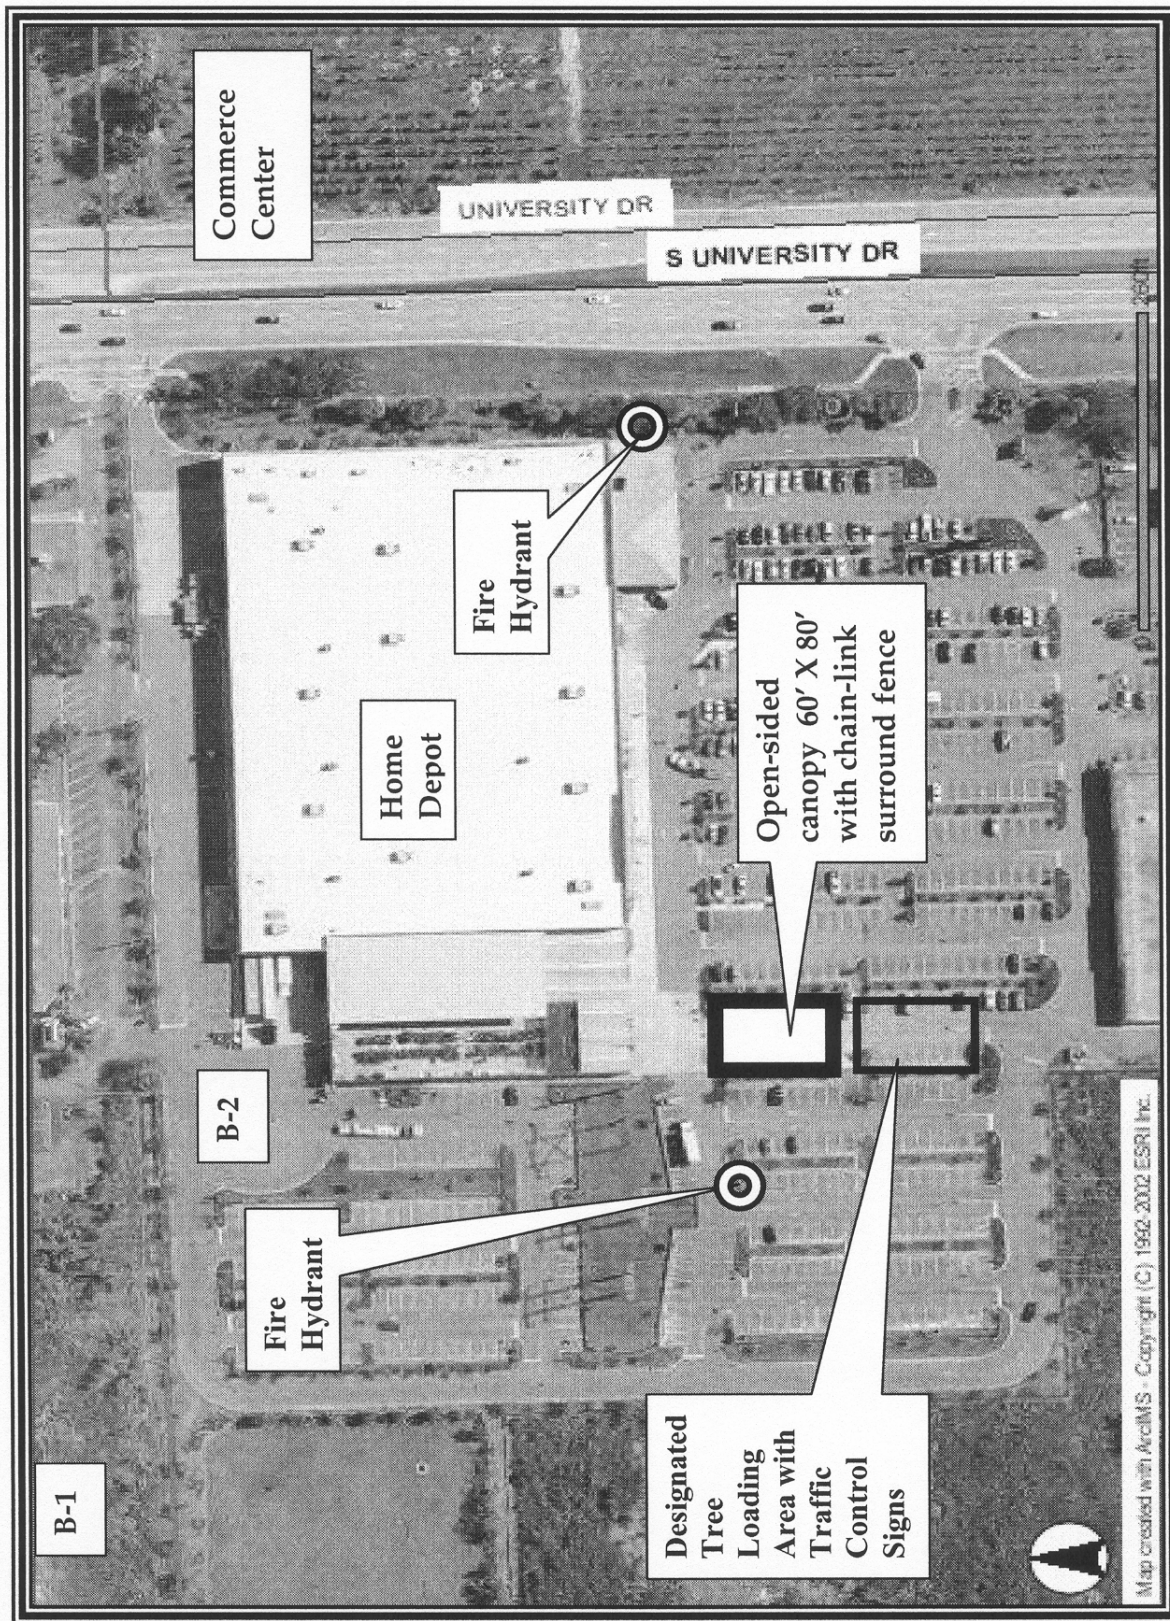 Commerce
Center
UNIVERSITY DR
S UNIVERSITY DR
Fire
Hydrant
Home
Depot
Open-sided
canopy 60' X 80'
with chain-link
surround fence
260ft
B-2
Fire
Hydrant
B-1
Designated
Tree
Loading
Area with
Traffic
Control
Signs
Map created with ArcIMS - Copyright (C) 1992-2002 ESRI Inc.